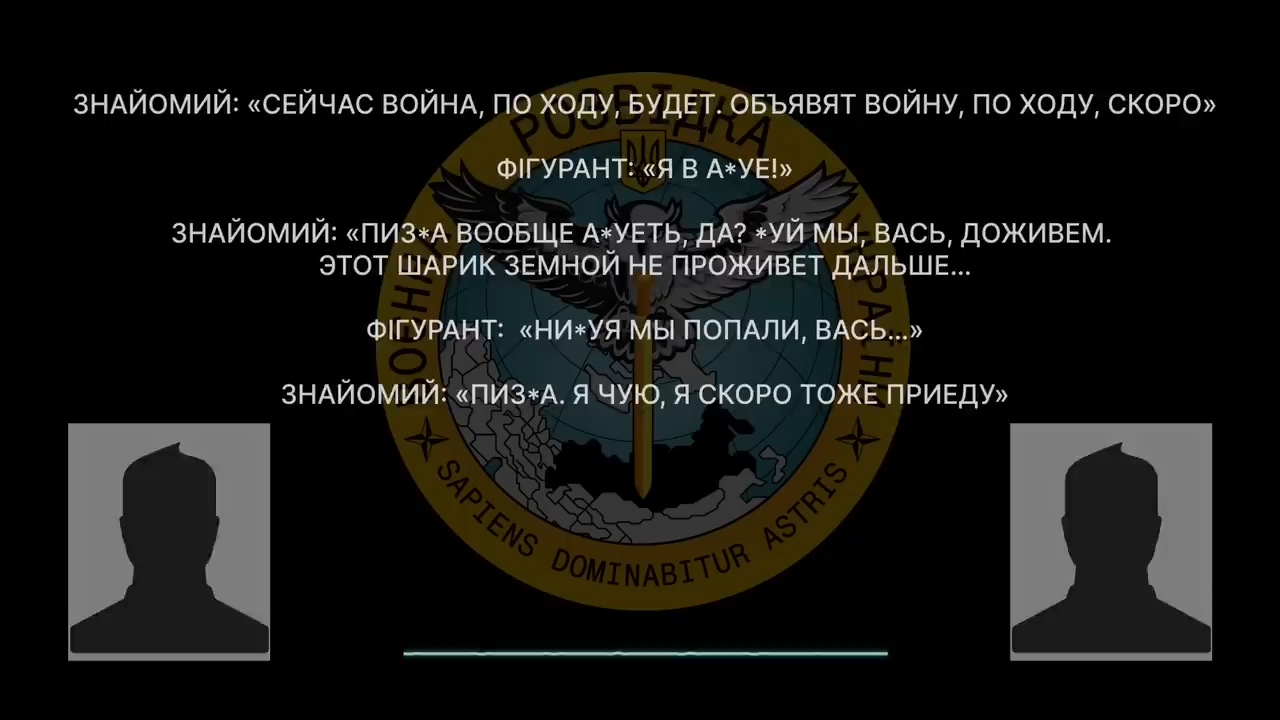 ЗНАЙОМИЙ: «СЕЙЧАС ВОЙНА, ПО ХОДУ, БУДЕТ. ОБЪЯВЯТ ВОЙНУ, ПО ХОДУ, СКОРО»
ФІГУРАНТ: «Я В А*УЕ!»
ЗНАЙОМИЙ: «ПИЗ*А ВООБЩЕ А*УЕТЬ, ДА? *УЙ МЫ, ВАСЬ, ДОЖИВЕМ.
ЭТОТ ШАРИК ЗЕМНОЙ НЕ ПРОЖИВЕТ ДАЛЬШЕ...
ФІГУРАНТ: «НИ*УЯ МЫ ПОПАЛИ, ВАСЬ...»
ЗНАЙОМИЙ: «ПИЗ*А. Я ЧУЮ, Я СКОРО ТОЖЕ ПРИЕДУ»
РОЗВІДКА
УКРАЇНИ
SAPIENS DOMINABITUR ASTRIS